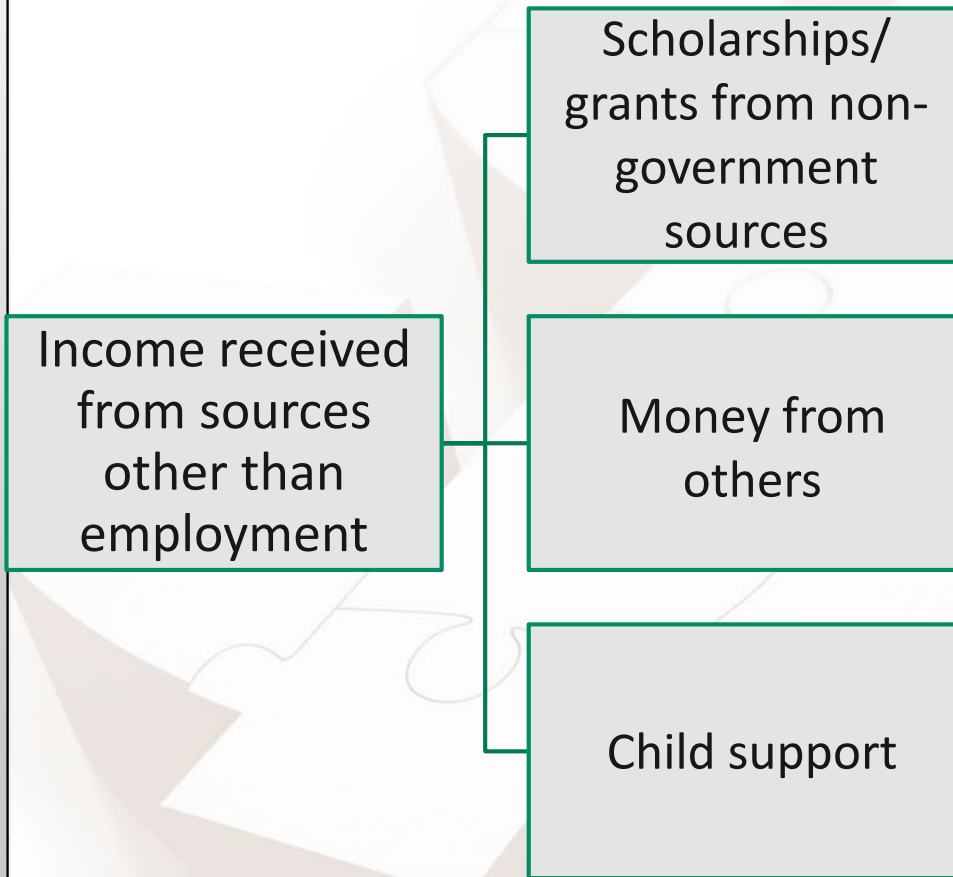 Scholarships/
grants from non-
government
sources
Income received
from sources
other than
employment
Money from
others
Child support